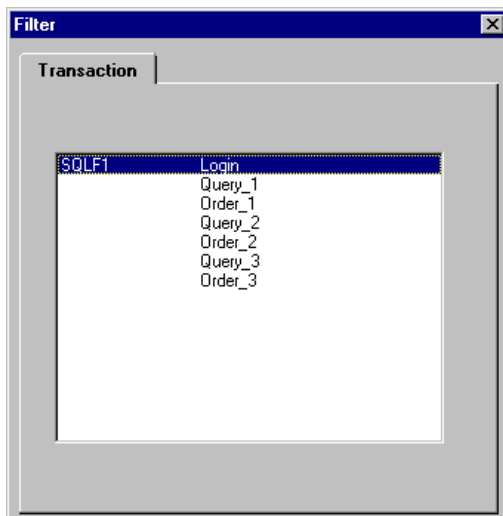 Filter
Transaction
SQLF1 Login
Query_1
Order_1
Query_2
Order_2
Query_3
Order_3